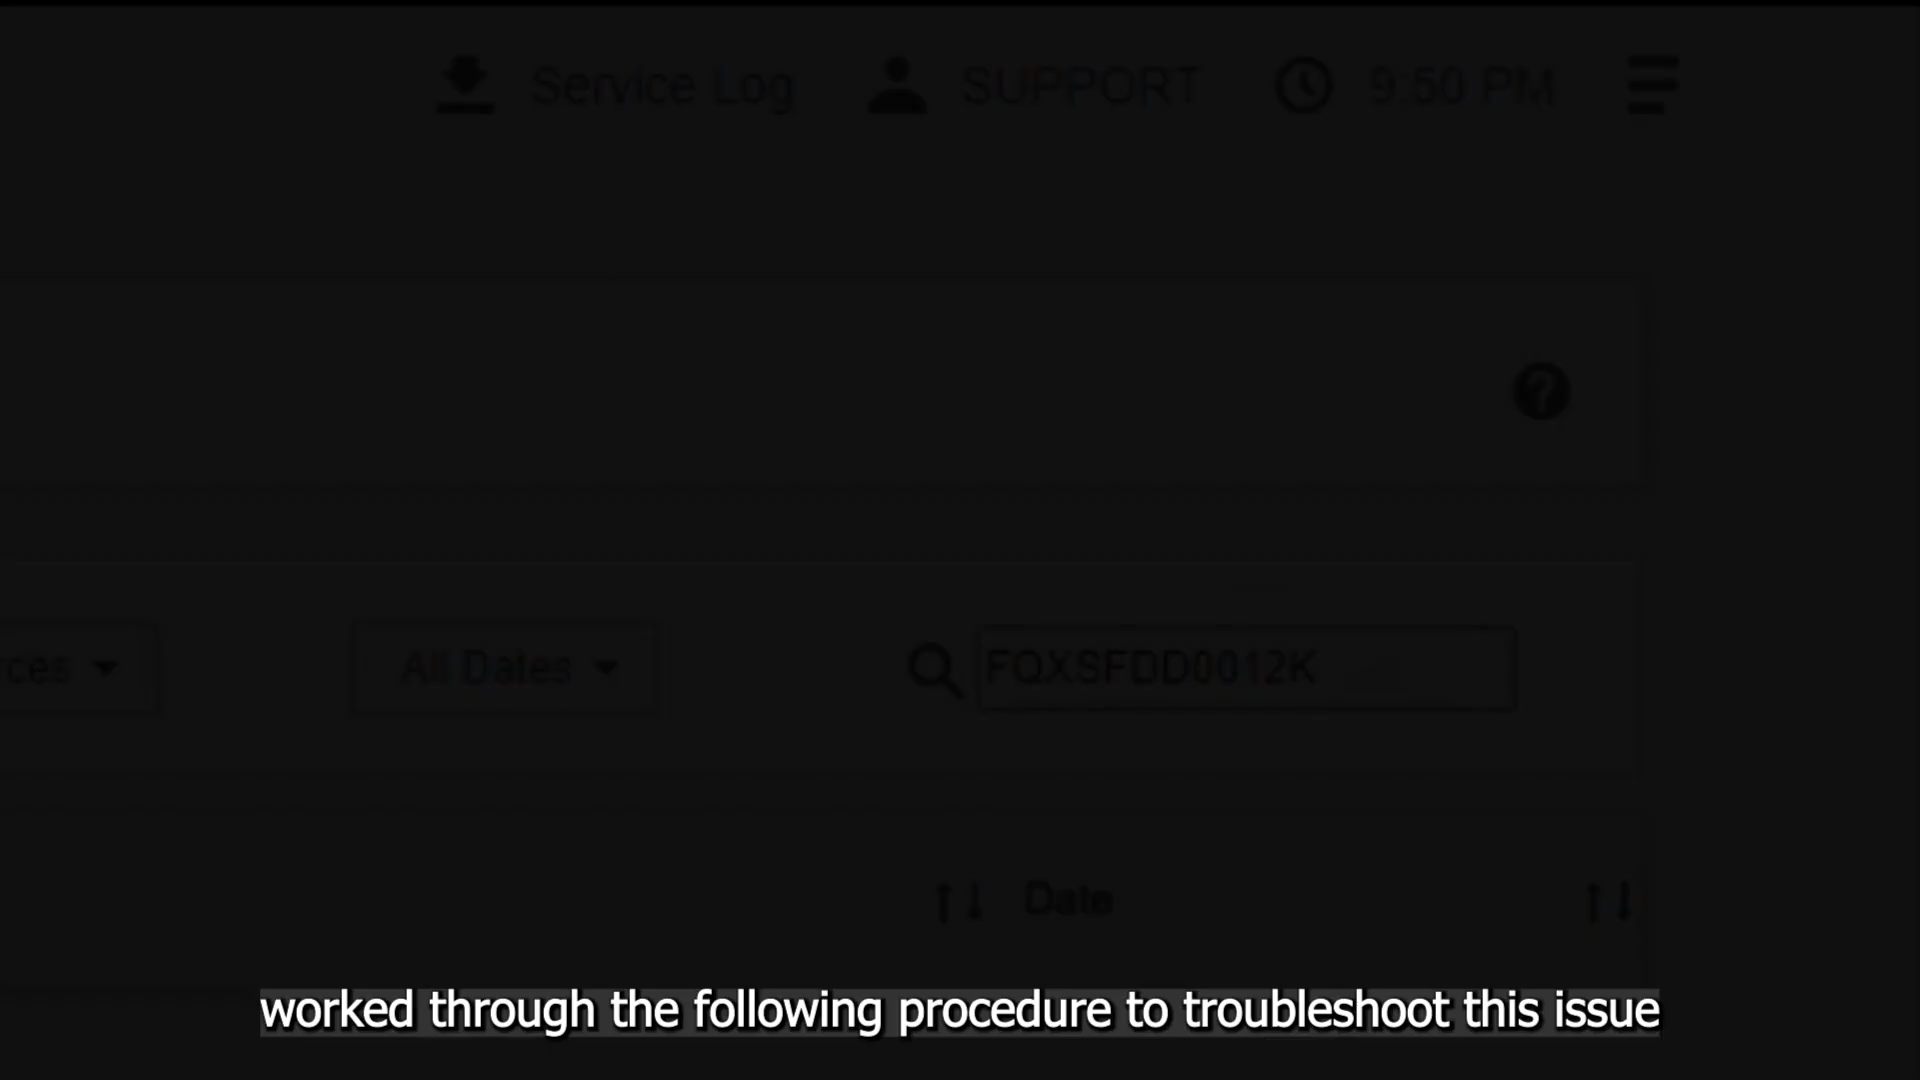 Service Log SUPPORT 9:50 PM
rces All Dates FQXSFDD0012K
Date
worked through the following procedure to troubleshoot this issue